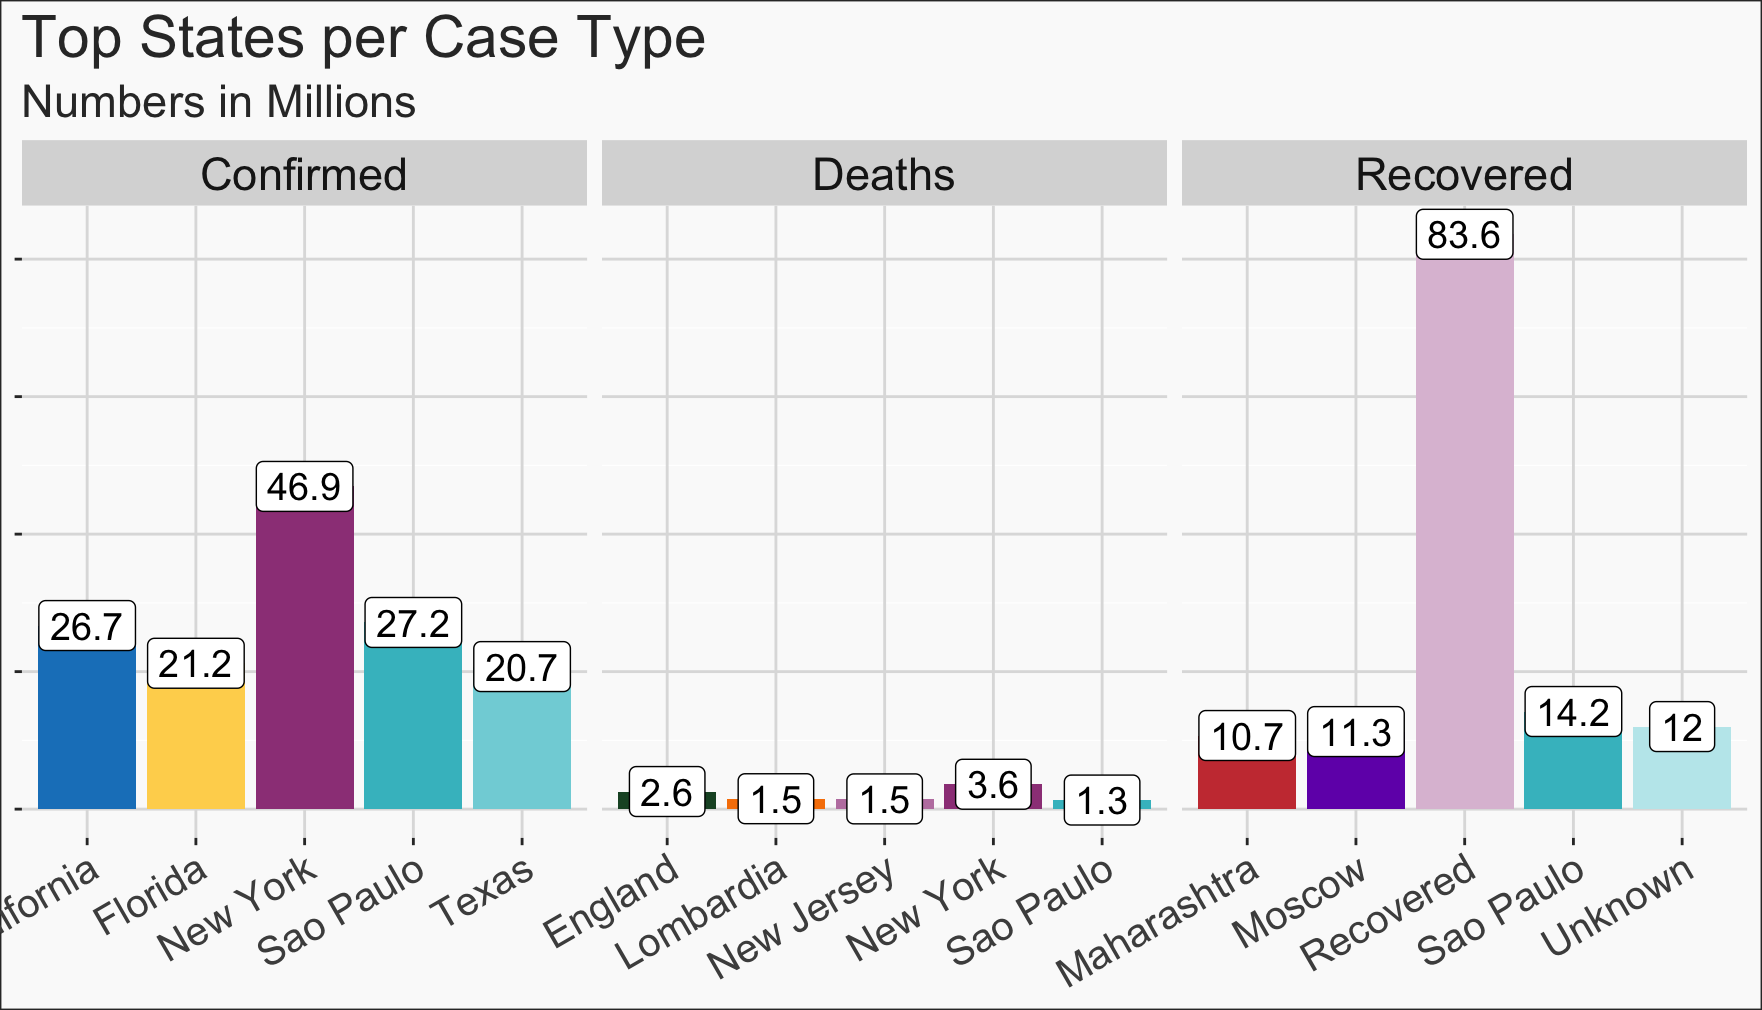 Top States per Case Type
Numbers in Millions
Confirmed
Deaths
Recovered
26.7
21.2
46.9
27.2
20.7
2.6
1.5
1.5
3.6
1.3
10.7
11.3
83.6
14.2
12
Florida
New York
Sao Paulo
Texas
England
Lombardia
New Jersey
New York
Sao Paulo
Maharashtra
Moscow
Recovered
Sao Paulo
Unknown